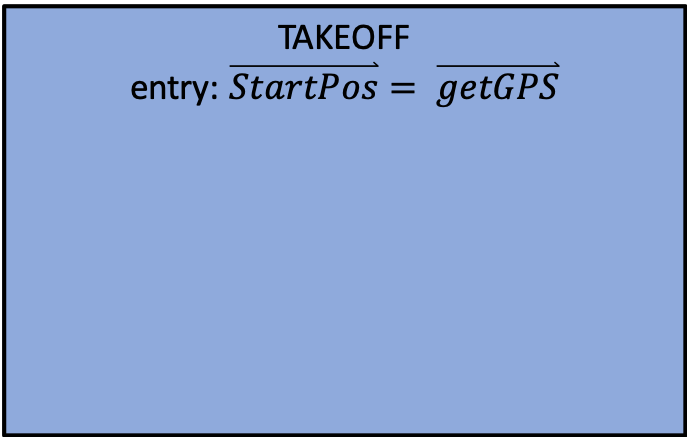 TAKEOFF
entry: StartPos = getGPS